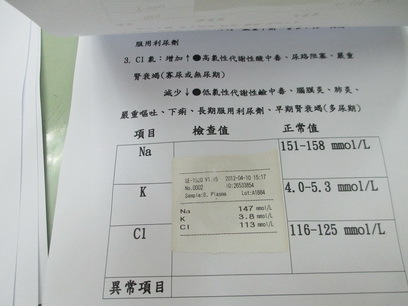 服用利尿劑
3. Cl 氯：增加↑●高氯性代謝性酸中毒、尿路阻塞、嚴重
腎衰竭(寡尿或無尿期)
減少↓●低氯性代謝性鹼中毒、腦膜炎、肺炎、
嚴重嘔吐、下痢、長期服用利尿劑、早期腎衰竭(多尿期)
項目 檢查值 正常值
Na 151-158 mmol/L
2012-04-10 15:17
No.0002 ID:26533854
Sample:B. Plasma Lot:A1884
Na 147 mmol/L
K 3.8 mmol/L
Cl 113 mmol/L
K 4.0-5.3 mmol/L
Cl 116-125 mmol/L
異常項目